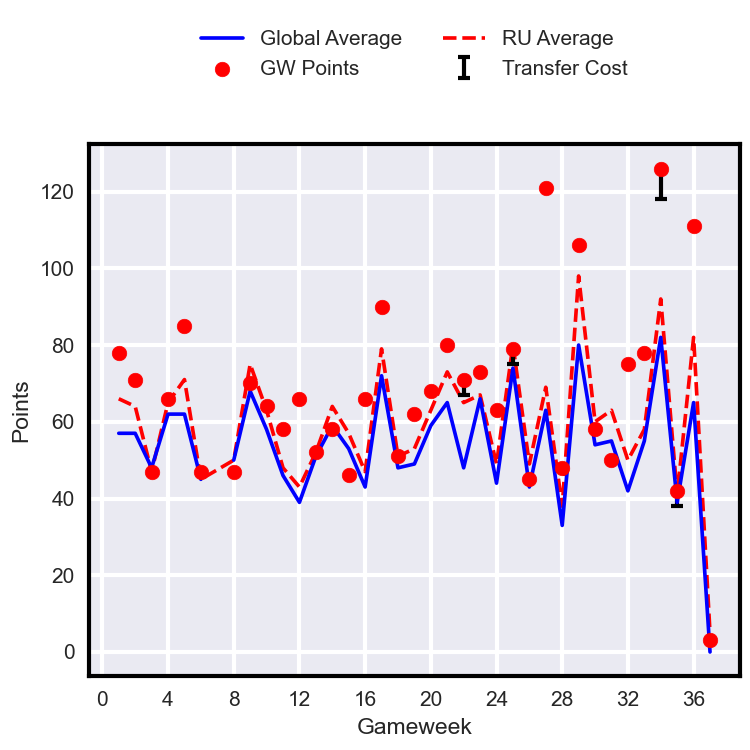 Global Average
RU Average
GW Points
Transfer Cost
120
100
80
60
40
20
0
Points
0 4 8 12 16 20 24 28 32 36
Gameweek